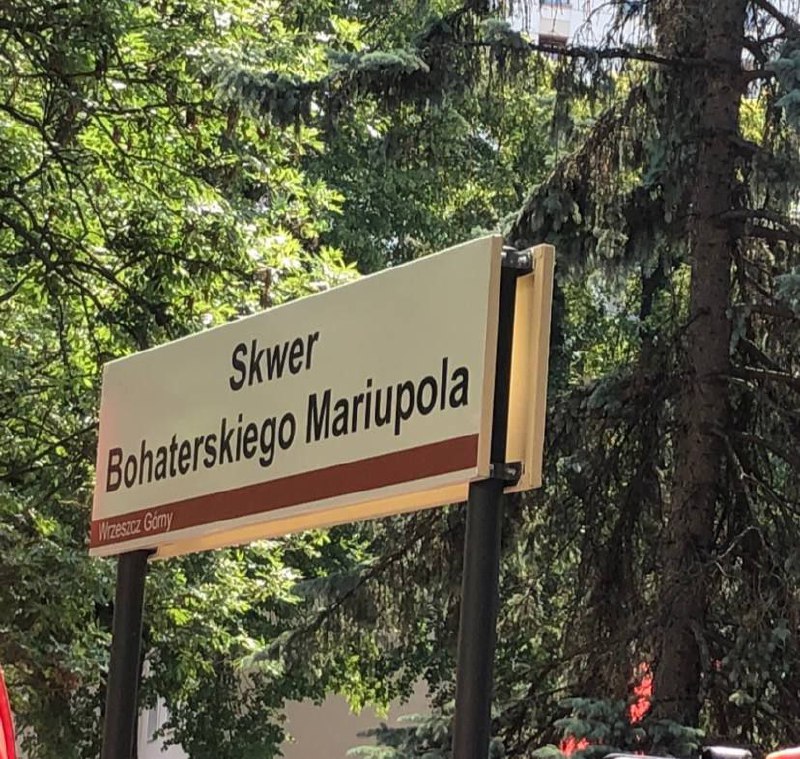 Skwer
Bohaterskiego Mariupola
Wrzeszcz Górny